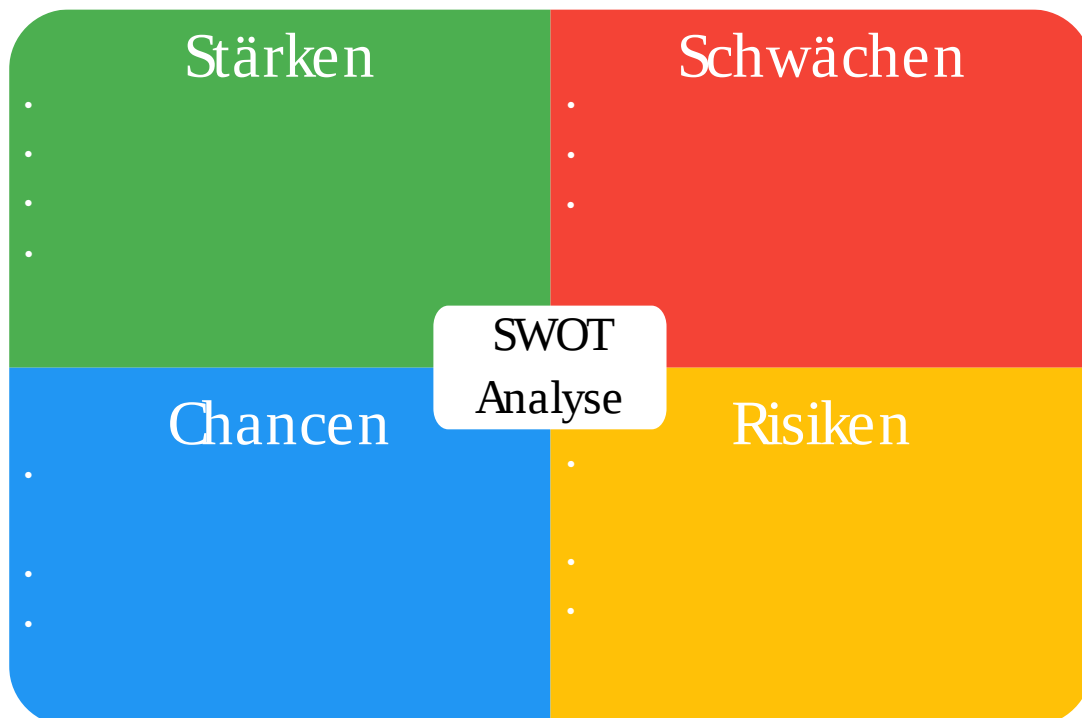 Stärken
•
•
•
•
Schwächen
•
•
•
SWOT
Analyse
Chancen
•
•
•
Risiken
•
•
•